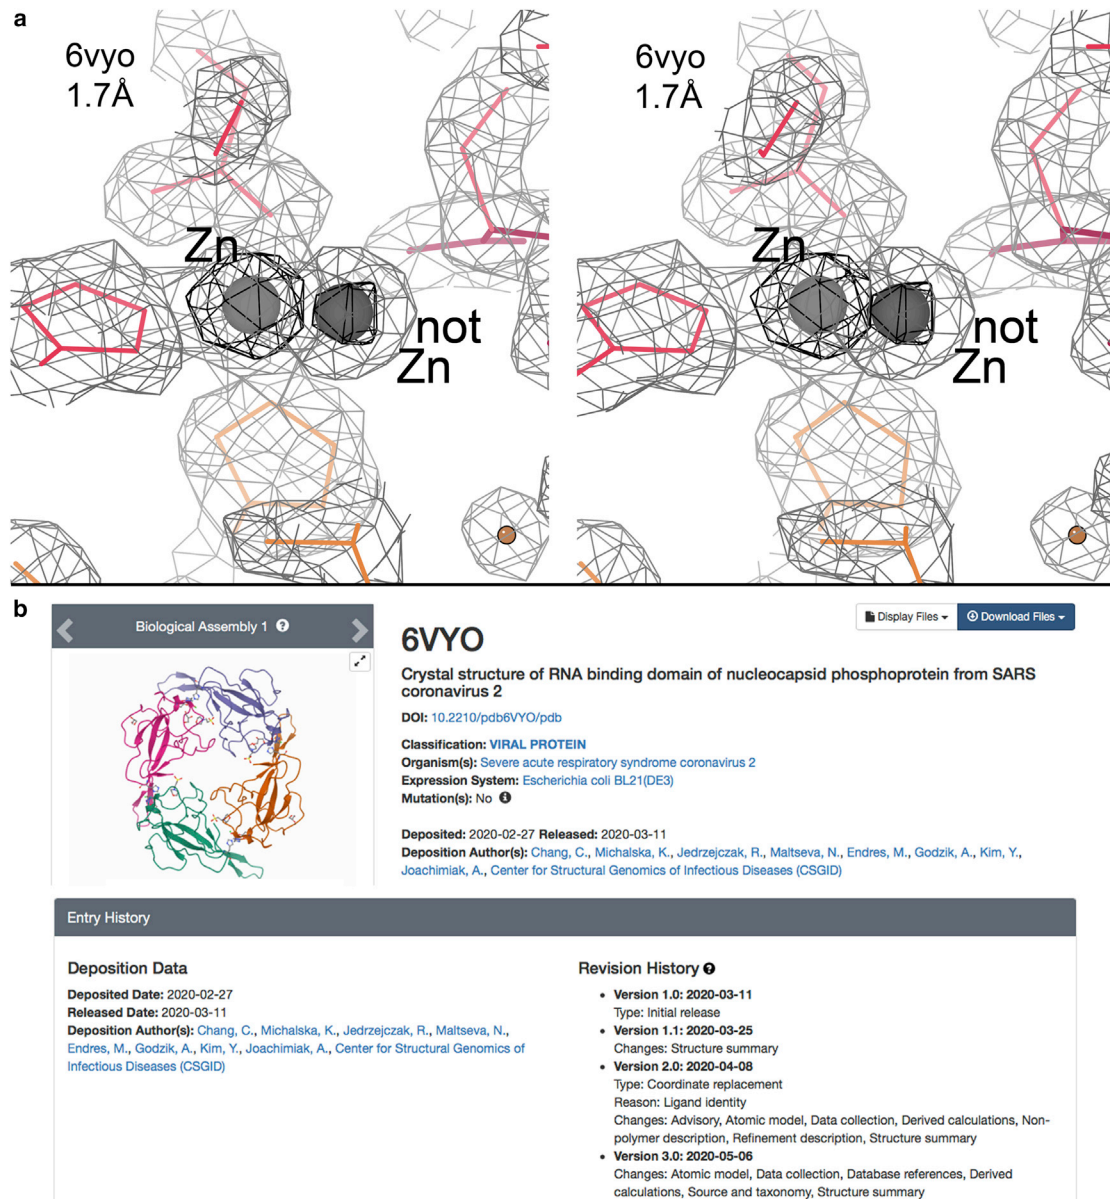 a
6vyo
1.7Å
Zn
not
Zn
6vyo
1.7Å
Zn
not
Zn
b
Biological Assembly 1 ?
Display Files
Download Files
6VYO
Crystal structure of RNA binding domain of nucleocapsid phosphoprotein from SARS
coronavirus 2
DOI: 10.2210/pdb6VYO/pdb
Classification: VIRAL PROTEIN
Organism(s): Severe acute respiratory syndrome coronavirus 2
Expression System: Escherichia coli BL21(DE3)
Mutation(s): No
Deposited: 2020-02-27 Released: 2020-03-11
Deposition Author(s): Chang, C., Michalska, K., Jedrzejczak, R., Maltseva, N., Endres, M., Godzik, A., Kim, Y.,
Joachimiak, A., Center for Structural Genomics of Infectious Diseases (CSGID)
Entry History
Deposition Data
Deposited Date: 2020-02-27
Released Date: 2020-03-11
Deposition Author(s): Chang, C., Michalska, K., Jedrzejczak, R., Maltseva, N.,
Endres, M., Godzik, A., Kim, Y., Joachimiak, A., Center for Structural Genomics of
Infectious Diseases (CSGID)
Revision History ?
• Version 1.0: 2020-03-11
Type: Initial release
• Version 1.1: 2020-03-25
Changes: Structure summary
• Version 2.0: 2020-04-08
Type: Coordinate replacement
Reason: Ligand identity
Changes: Advisory, Atomic model, Data collection, Derived calculations, Non-
polymer description, Refinement description, Structure summary
• Version 3.0: 2020-05-06
Changes: Atomic model, Data collection, Database references, Derived
calculations, Source and taxonomy, Structure summary